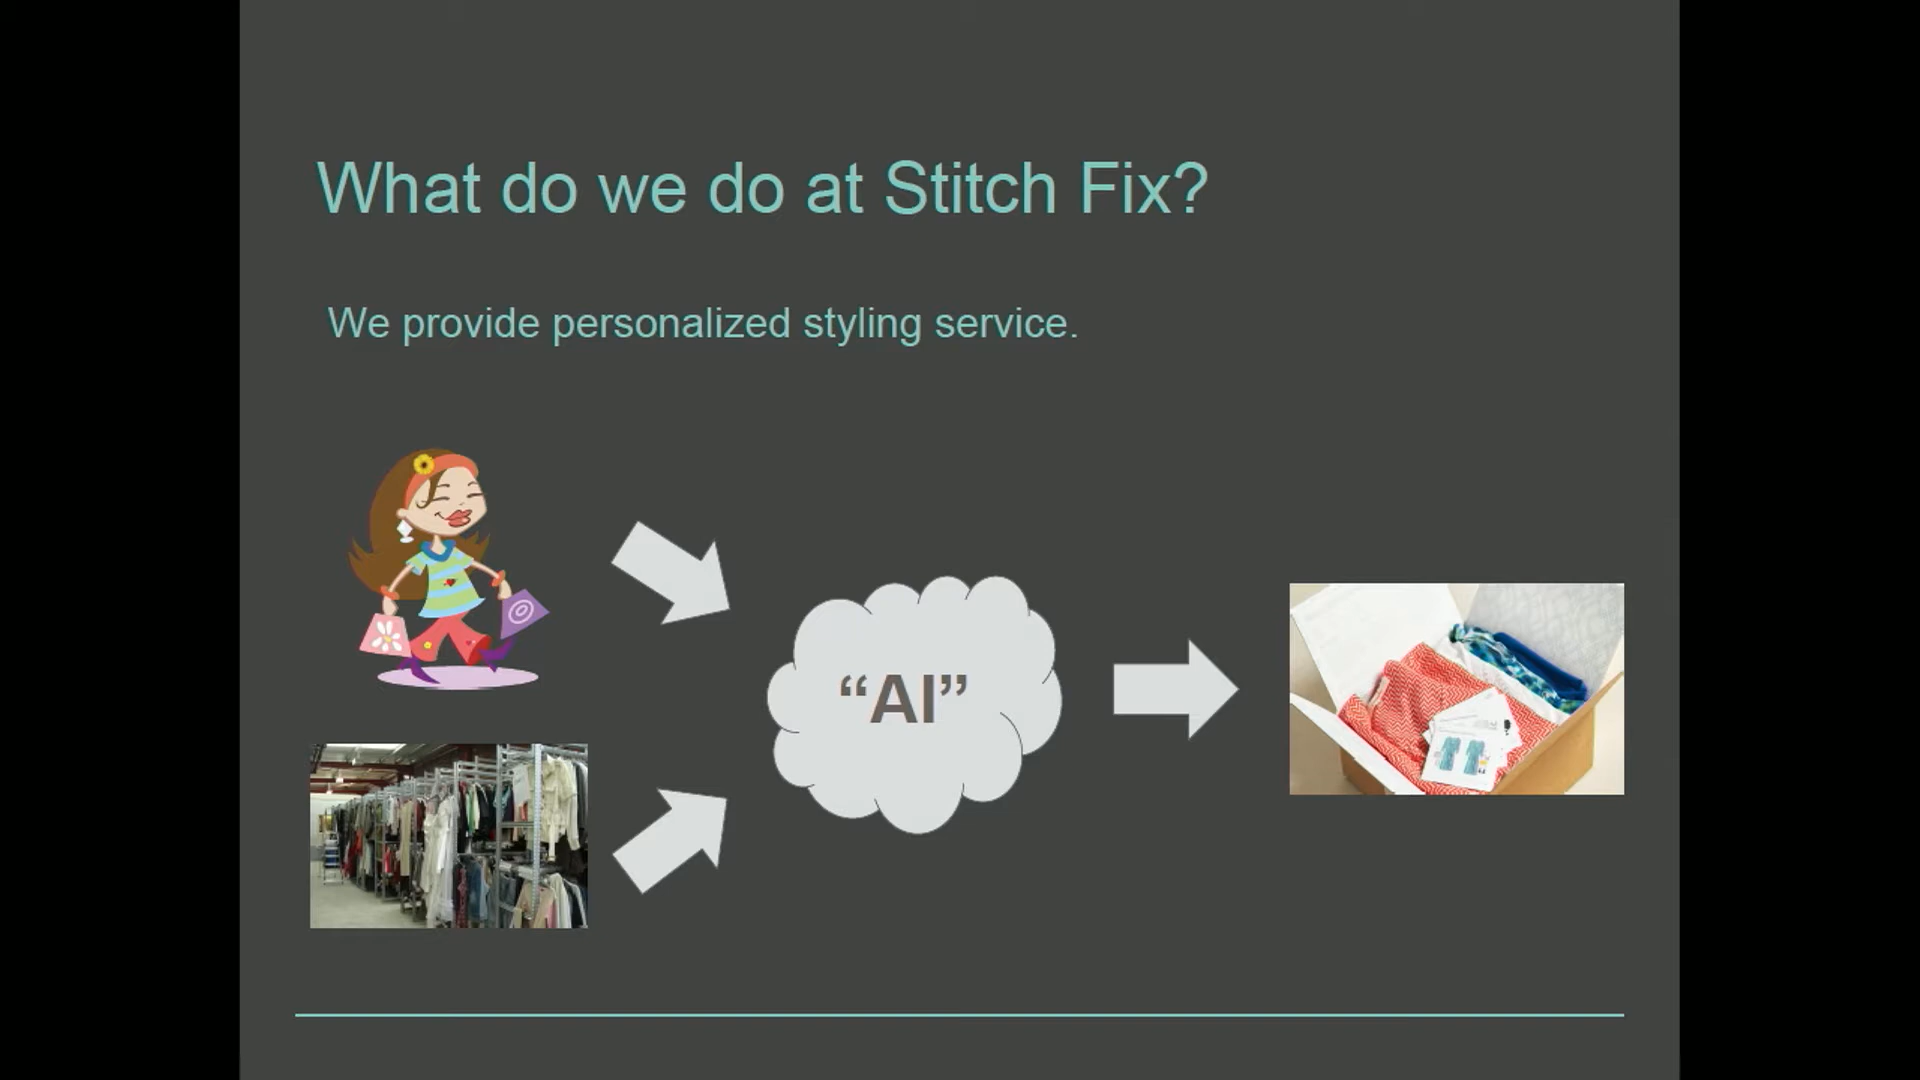 What do we do at Stitch Fix?
We provide personalized styling service.
“AI”